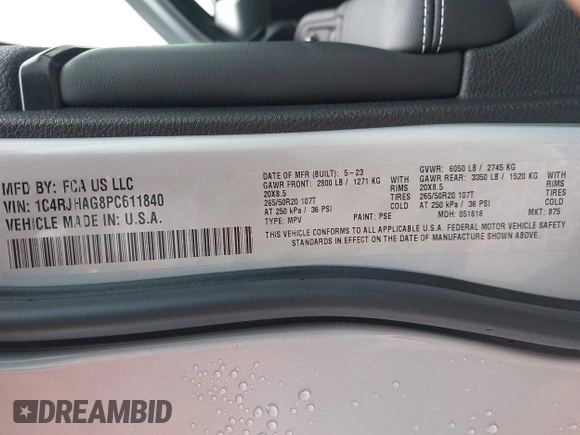 MFD BY: FCA US LLC
VIN: 1C4RJHAG8PC611840
VEHICLE MADE IN U.S.A.
DATE OF MFR (BUILT): 5-23
GAWR FRONT: 2800 LB / 1271 KG
20X8.5 RIMS
265/50R20 107T TIRES
AT 250 kPa / 36 PSI COLD
TYPE: MPV PAINT: PSE
GVWR: 6050 LB / 2745 KG
GAWR REAR: 3350 LB / 1520 KG
20X8.5 RIMS
265/50R20 107T TIRES
AT 250 kPa / 36 PSI COLD
MDH: 051616 MKT: 875
THIS VEHICLE CONFORMS TO ALL APPLICABLE U.S.A. FEDERAL MOTOR VEHICLE SAFETY
STANDARDS IN EFFECT ON THE DATE OF MANUFACTURE SHOWN ABOVE.
DREAMBID